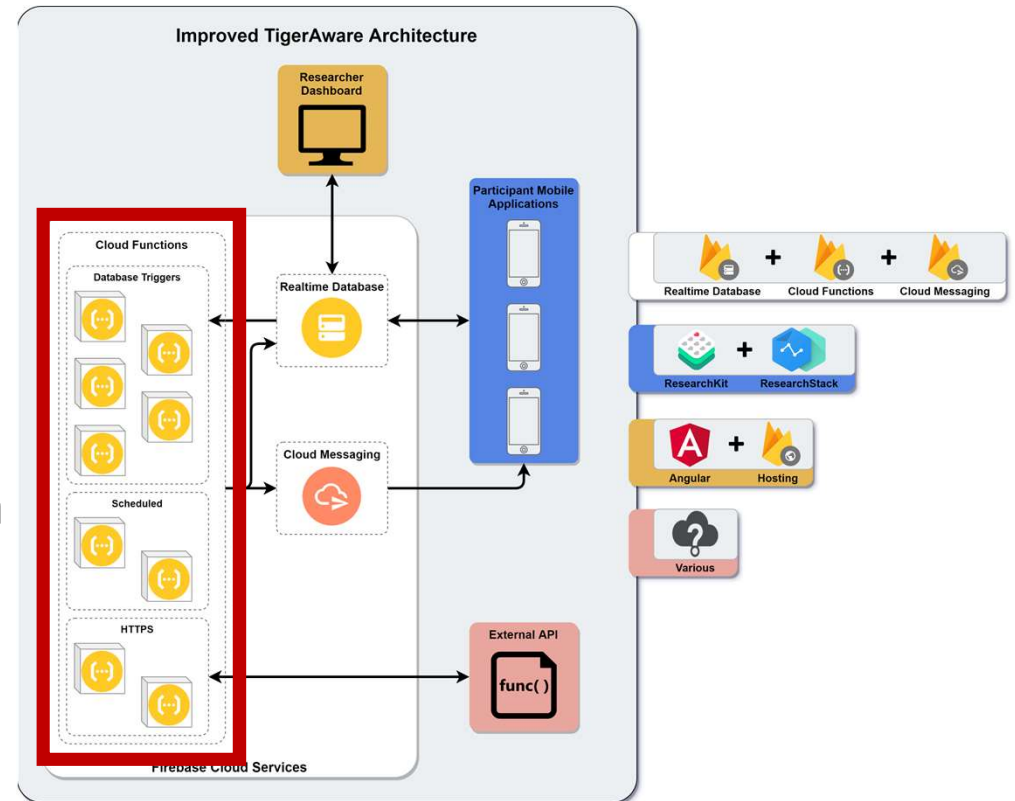 Improved TigerAware Architecture
Researcher
Dashboard
Participant Mobile
Applications
Cloud Functions
Database Triggers
Realtime Database
Cloud Messaging
Scheduled
HTTPS
External API
func( )
Firebase Cloud Services
Realtime Database
Cloud Functions
Cloud Messaging
ResearchKit
ResearchStack
Angular
Hosting
Various